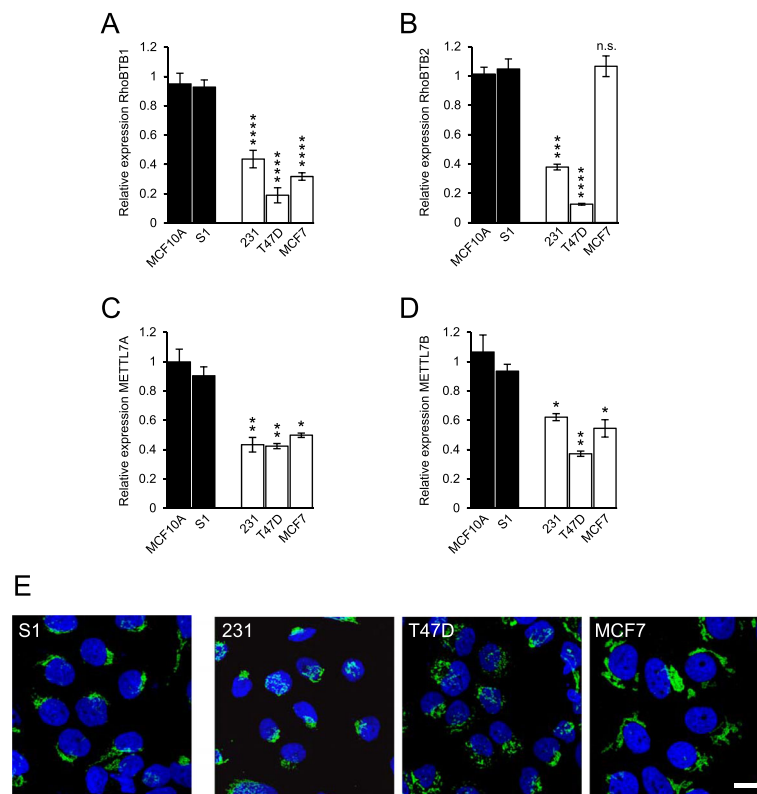 A
Relative expression RhoBTB1
1.2
1
0.8
0.6
0.4
0.2
0
****
****
****
MCF10A
S1
231
T47D
MCF7
B
Relative expression RhoBTB2
1.2
1
0.8
0.6
0.4
0.2
0
***
****
n.s.
MCF10A
S1
231
T47D
MCF7
C
Relative expression METTL7A
1.2
1
0.8
0.6
0.4
0.2
0
**
**
*
MCF10A
S1
231
T47D
MCF7
D
Relative expression METTL7B
1.2
1
0.8
0.6
0.4
0.2
0
*
**
*
MCF10A
S1
231
T47D
MCF7
E
S1
231
T47D
MCF7